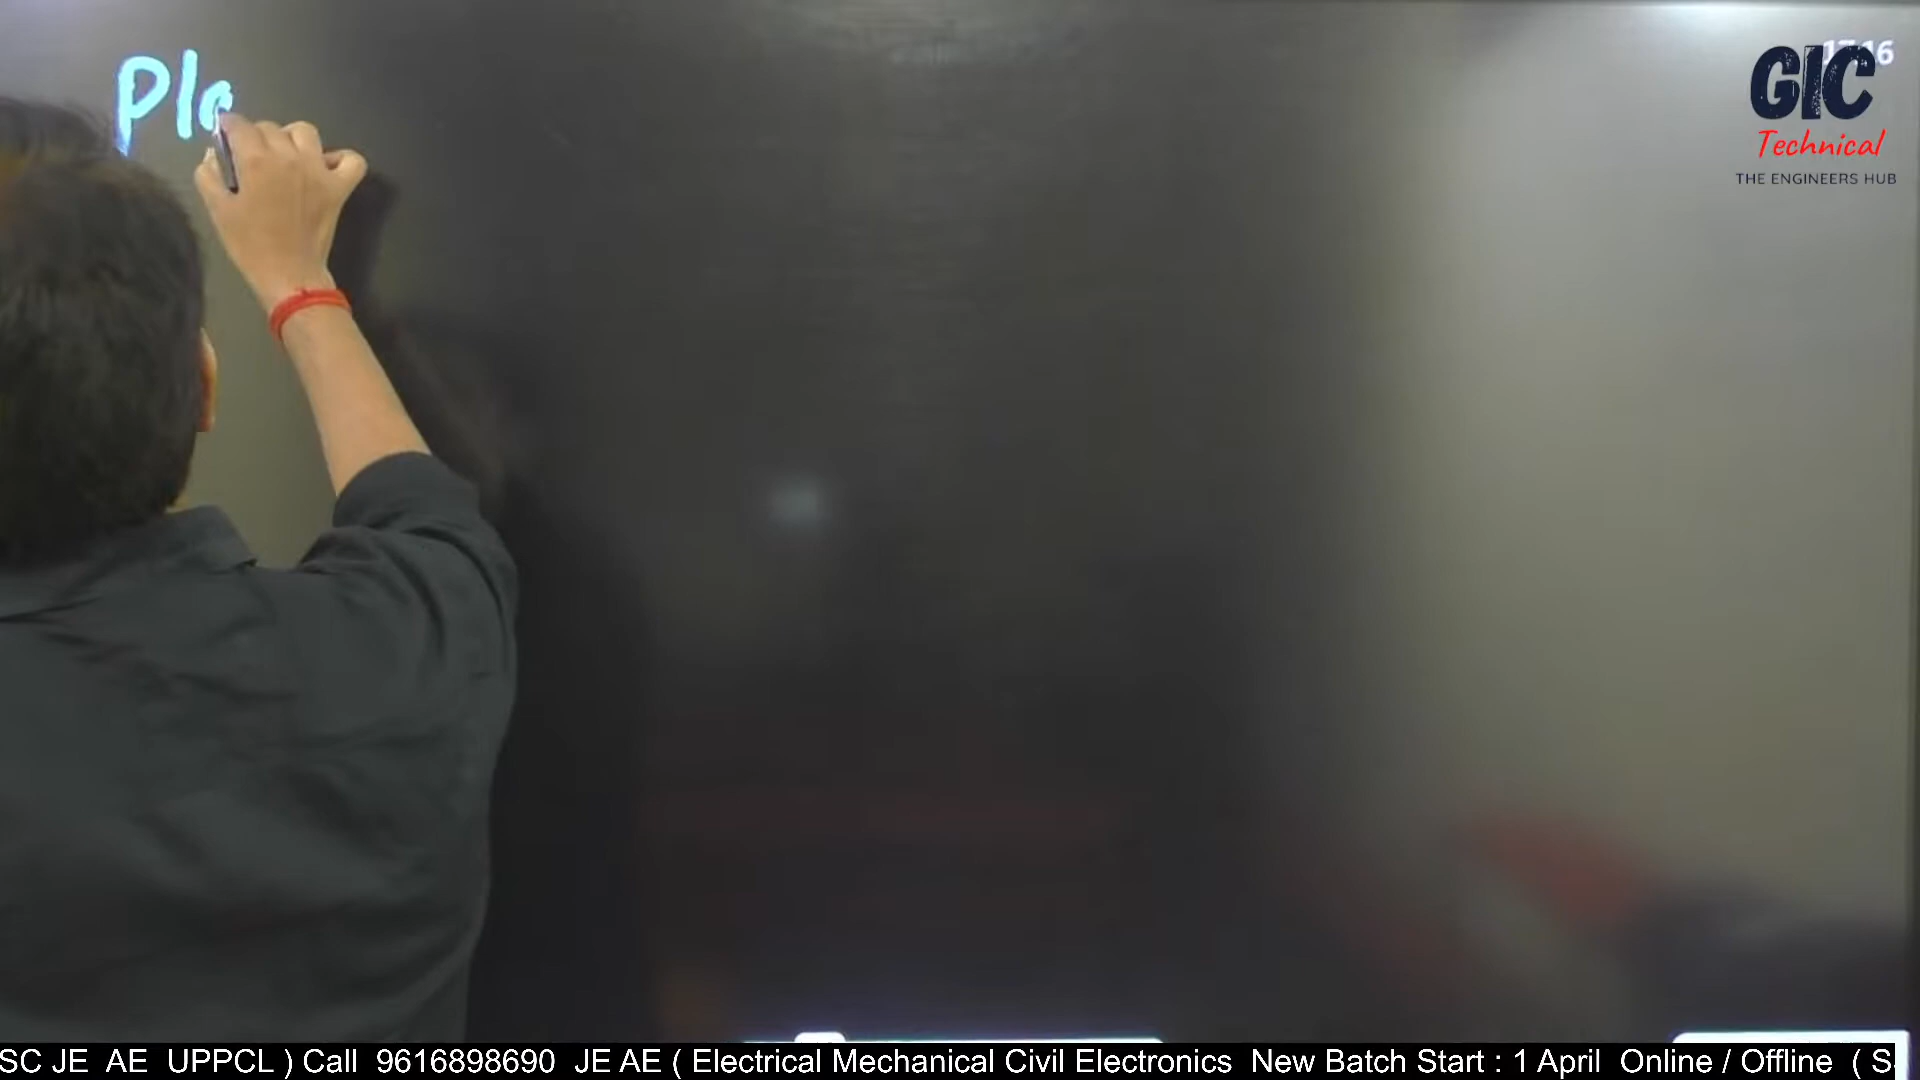 Pla
GIC
Technical
THE ENGINEERS HUB
SC JE AE UPPCL ) Call 9616898690 JE AE ( Electrical Mechanical Civil Electronics New Batch Start : 1 April Online / Offline ( S